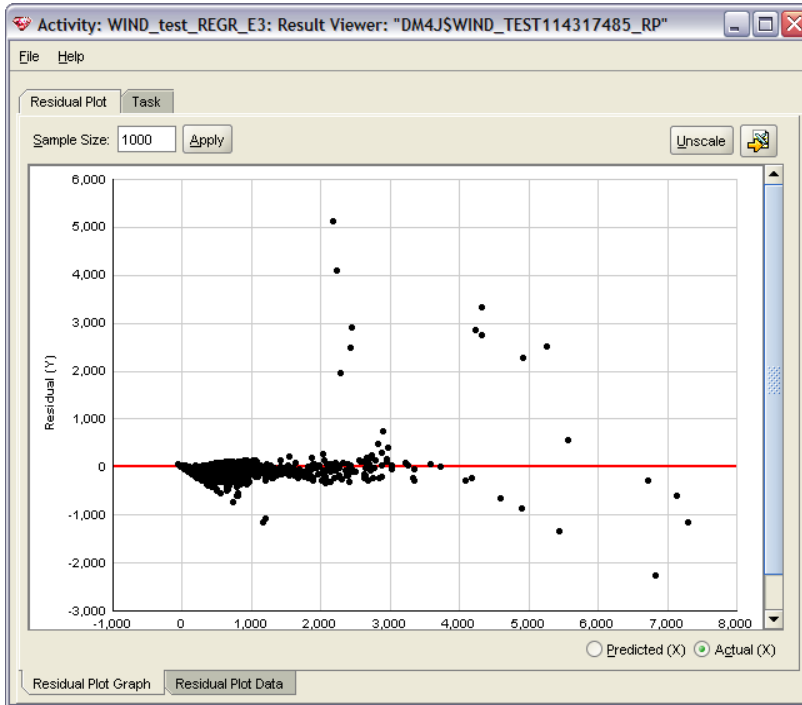 Activity: WIND_test_REGR_E3: Result Viewer: "DM4J$WIND_TEST114317485_RP"
File Help
Residual Plot Task
Sample Size: 1000 Apply Unscale
6,000
5,000
4,000
3,000
2,000
1,000
0
-1,000
-2,000
-3,000
Residual (Y)
-1,000 0 1,000 2,000 3,000 4,000 5,000 6,000 7,000 8,000
Predicted (X) Actual (X)
Residual Plot Graph Residual Plot Data